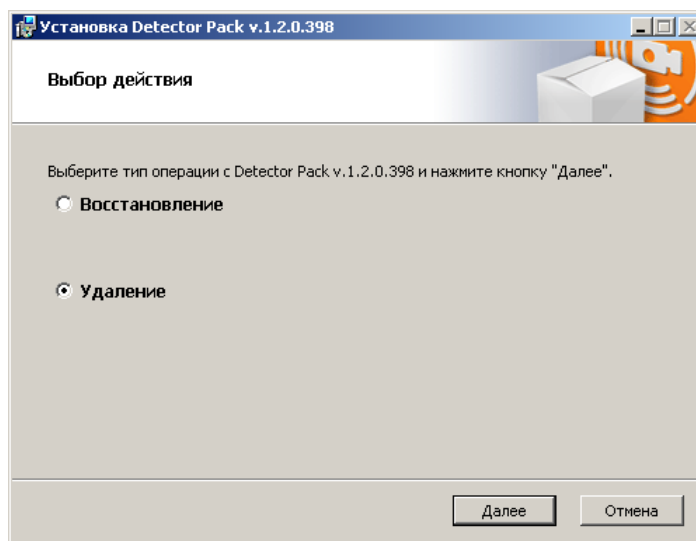 Установка Detector Pack v.1.2.0.398
Выбор действия
Выберите тип операции с Detector Pack v.1.2.0.398 и нажмите кнопку "Далее".
Восстановление
Удаление
Далее
Отмена